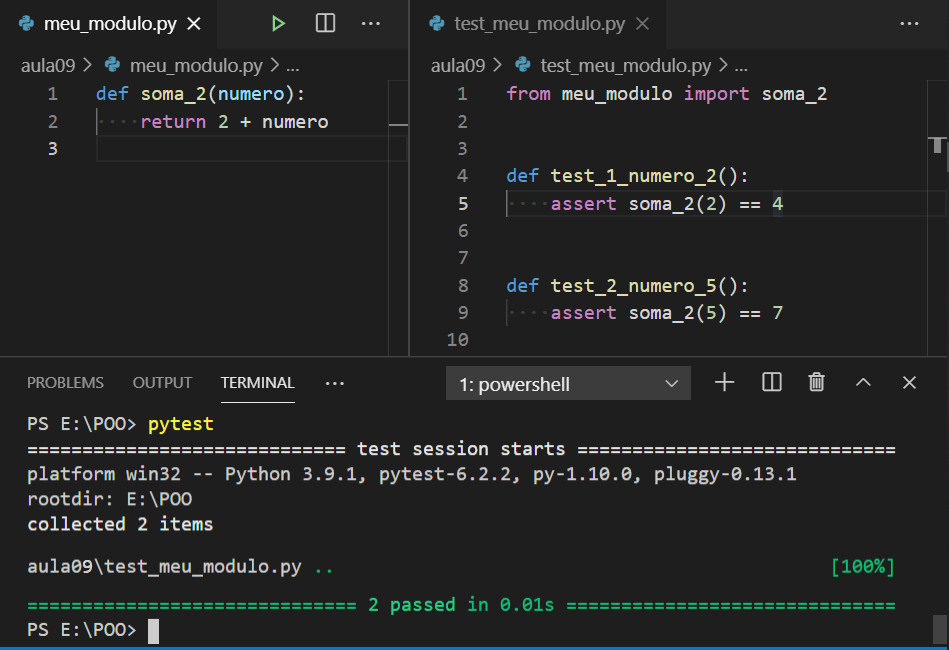 meu_modulo.py
aula09 > meu_modulo.py > ...
1 def soma_2(numero):
2     return 2 + numero
3
test_meu_modulo.py
aula09 > test_meu_modulo.py > ...
1 from meu_modulo import soma_2
2
3
4 def test_1_numero_2():
5     assert soma_2(2) == 4
6
7
8 def test_2_numero_5():
9     assert soma_2(5) == 7
10
PROBLEMS OUTPUT TERMINAL ... 1: powershell
PS E:\POO> pytest
============================= test session starts =============================
platform win32 -- Python 3.9.1, pytest-6.2.2, py-1.10.0, pluggy-0.13.1
rootdir: E:\POO
collected 2 items
aula09\test_meu_modulo.py .. [100%]
============================== 2 passed in 0.01s ==============================
PS E:\POO>